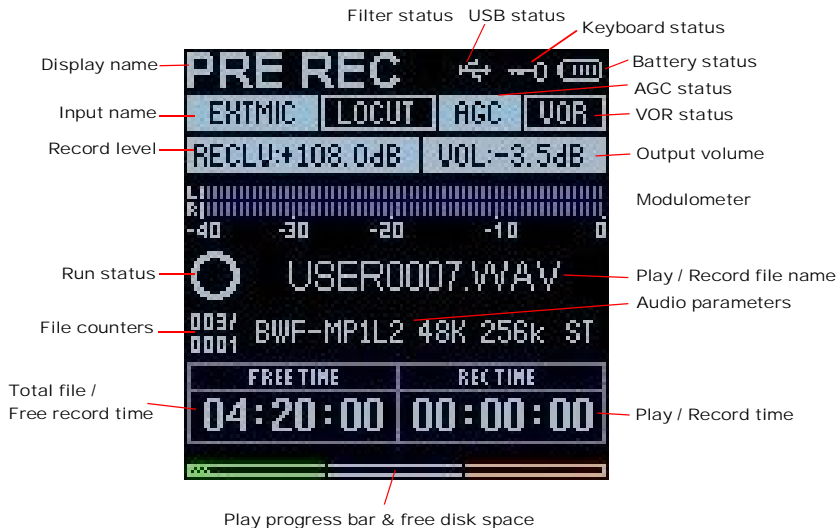 Filter status USB status
Keyboard status
Display name PRE REC Battery status
AGC status
Input name EXTMIC LOCUT AGC VOR VOR status
Record level RECLV:+108.0dB VOL:-3.5dB Output volume
L
R
Modulometer
-40 -30 -20 -10 0
Run status USER0007.WAV Play / Record file name
Audio parameters
File counters 003/
0001 BWF-MP1L2 48K 256k ST
FREE TIME REC TIME
Total file /
Free record time 04:20:00 00:00:00 Play / Record time
Play progress bar & free disk space